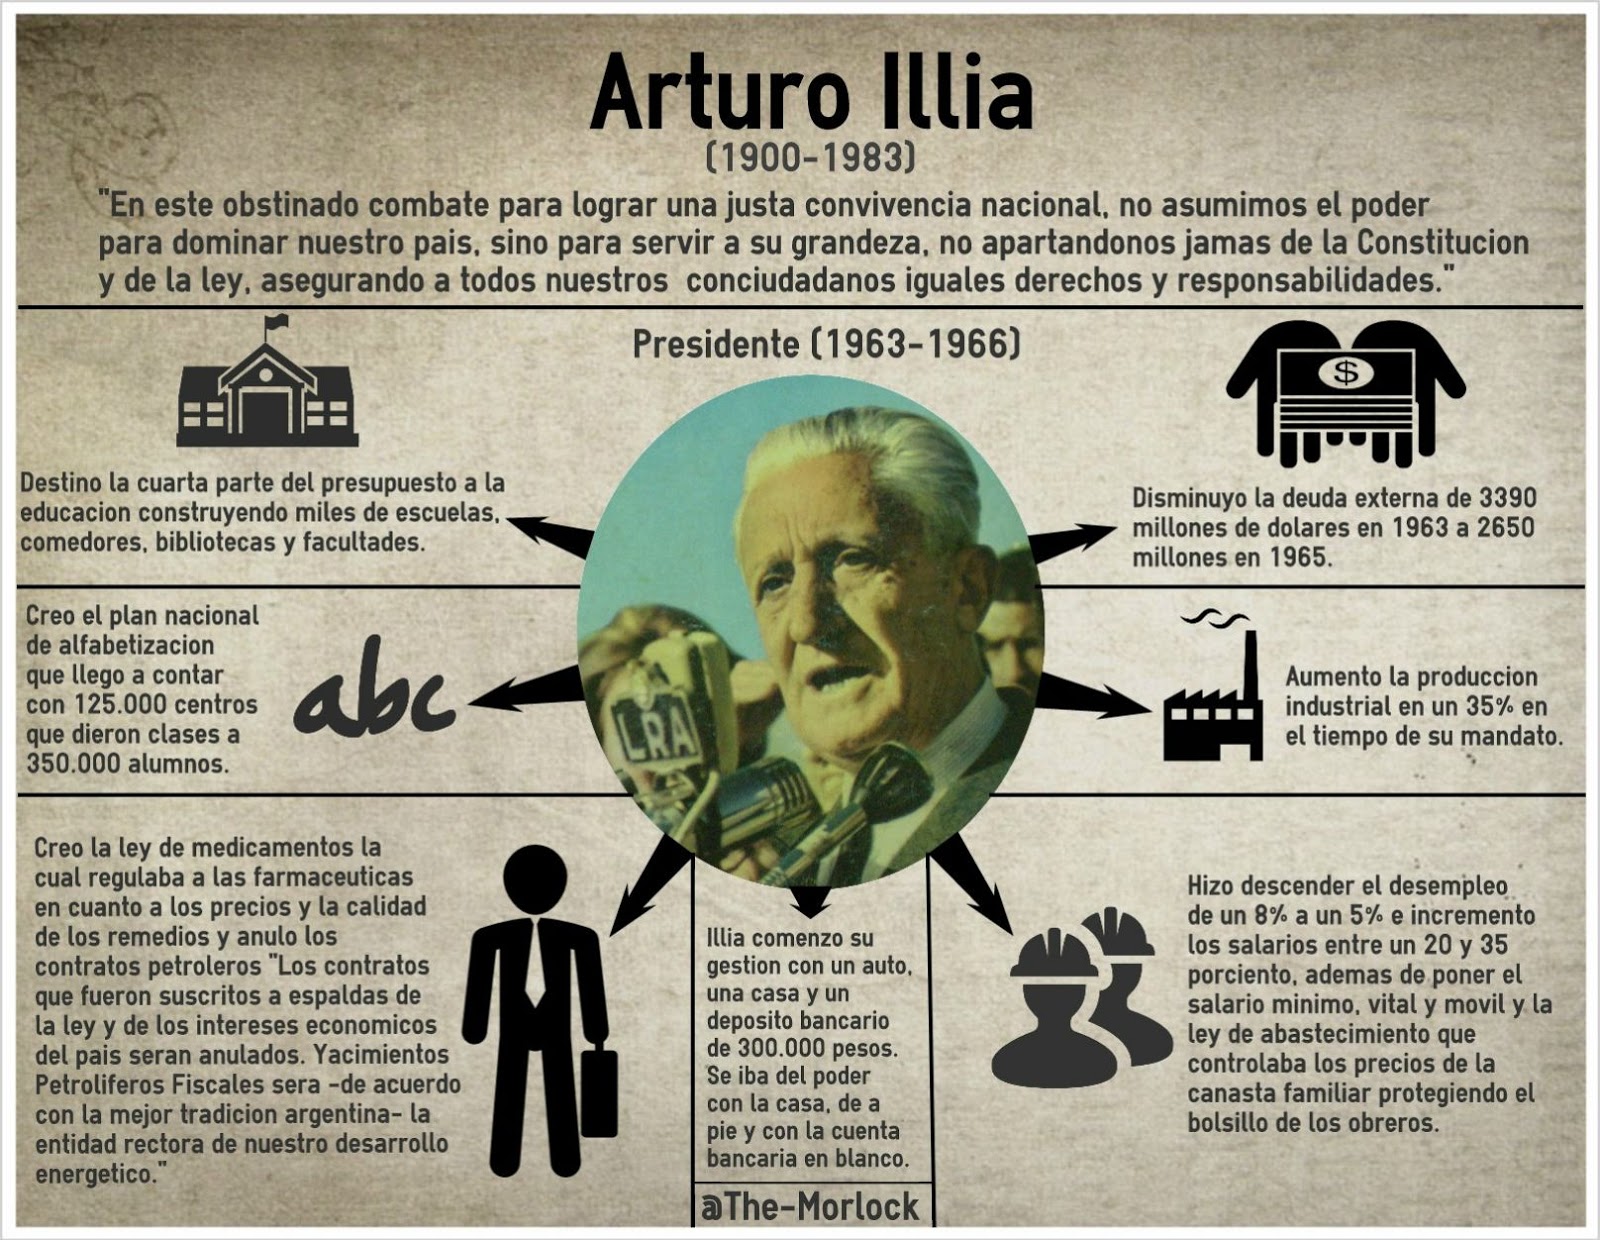 Arturo Illia
(1900-1983)
"En este obstinado combate para lograr una justa convivencia nacional, no asumimos el poder
para dominar nuestro pais, sino para servir a su grandeza, no apartandonos jamas de la Constitucion
y de la ley, asegurando a todos nuestros conciudadanos iguales derechos y responsabilidades."
Presidente (1963-1966)
Destino la cuarta parte del presupuesto a la
educacion construyendo miles de escuelas,
comedores, bibliotecas y facultades.
$
Disminuyo la deuda externa de 3390
millones de dolares en 1963 a 2650
millones en 1965.
Creo el plan nacional
de alfabetizacion
que llego a contar
con 125.000 centros
que dieron clases a
350.000 alumnos.
abc
LRA
Aumento la produccion
industrial en un 35% en
el tiempo de su mandato.
Creo la ley de medicamentos la
cual regulaba a las farmaceuticas
en cuanto a los precios y la calidad
de los remedios y anulo los
contratos petroleros "Los contratos
que fueron suscritos a espaldas de
la ley y de los intereses economicos
del pais seran anulados. Yacimientos
Petroliferos Fiscales sera -de acuerdo
con la mejor tradicion argentina- la
entidad rectora de nuestro desarrollo
energetico."
Illia comenzo su
gestion con un auto,
una casa y un
deposito bancario
de 300.000 pesos.
Se iba del poder
con la casa, de a
pie y con la cuenta
bancaria en blanco.
@The-Morlock
Hizo descender el desempleo
de un 8% a un 5% e incremento
los salarios entre un 20 y 35
porciento, ademas de poner el
salario minimo, vital y movil y la
ley de abastecimiento que
controlaba los precios de la
canasta familiar protegiendo el
bolsillo de los obreros.